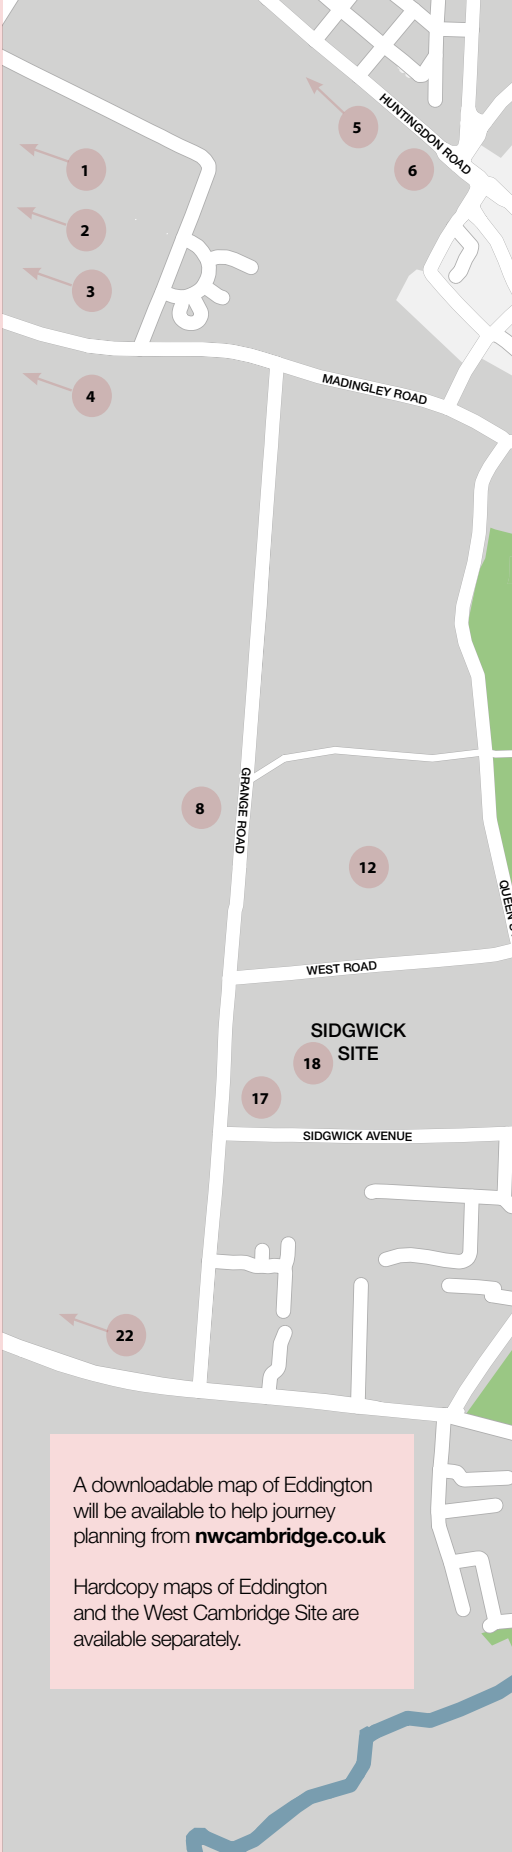 5
HUNTINGDON ROAD
1
6
2
3
MADINGLEY ROAD
4
GRANGE ROAD
8
12
WEST ROAD
SIDGWICK
SITE
18
17
SIDGWICK AVENUE
22
A downloadable map of Eddington
will be available to help journey
planning from nwcambridge.co.uk
Hardcopy maps of Eddington
and the West Cambridge Site are
available separately.